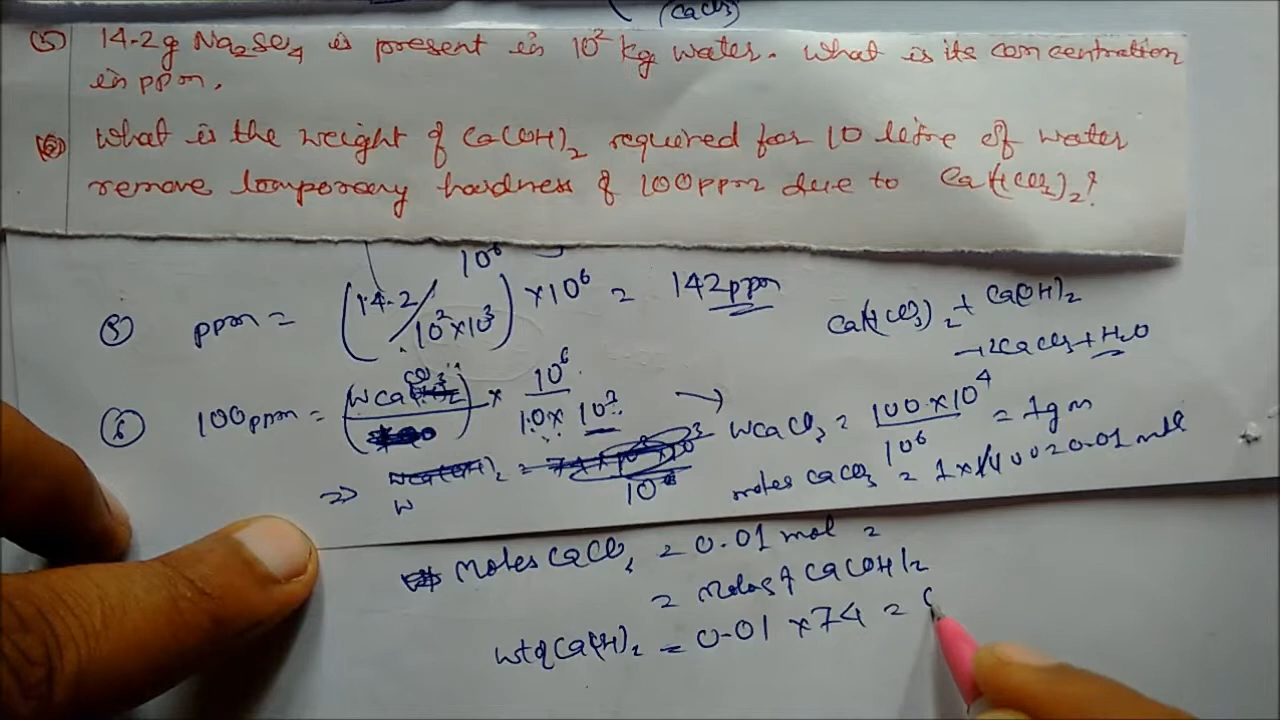 (CaCO3)
(5) 14.2g Na2SO4 is present in 10² kg water. What is its concentration
in ppm.
(6) What is the weight of Ca(OH)2 required for 10 litre of water
remove temporary hardness of 100ppm due to Ca(HCO3)2?
(5) ppm = (14.2/10²×10³) ×10⁶ = 142ppm
10⁶
Ca(HCO3)2 + Ca(OH)2
→ 2CaCO3 + H2O
(6) 100ppm = (WCaCO3) × 10⁶/10×10³ → WCaCO3 = 100×10⁴/10⁶ = 1gm
⇒ W
moles CaCO3 = 1×1/100 = 0.01 mole
Moles CaCO3 = 0.01 mol =
= Moles of Ca(OH)2
wt of Ca(OH)2 = 0.01 × 74 =